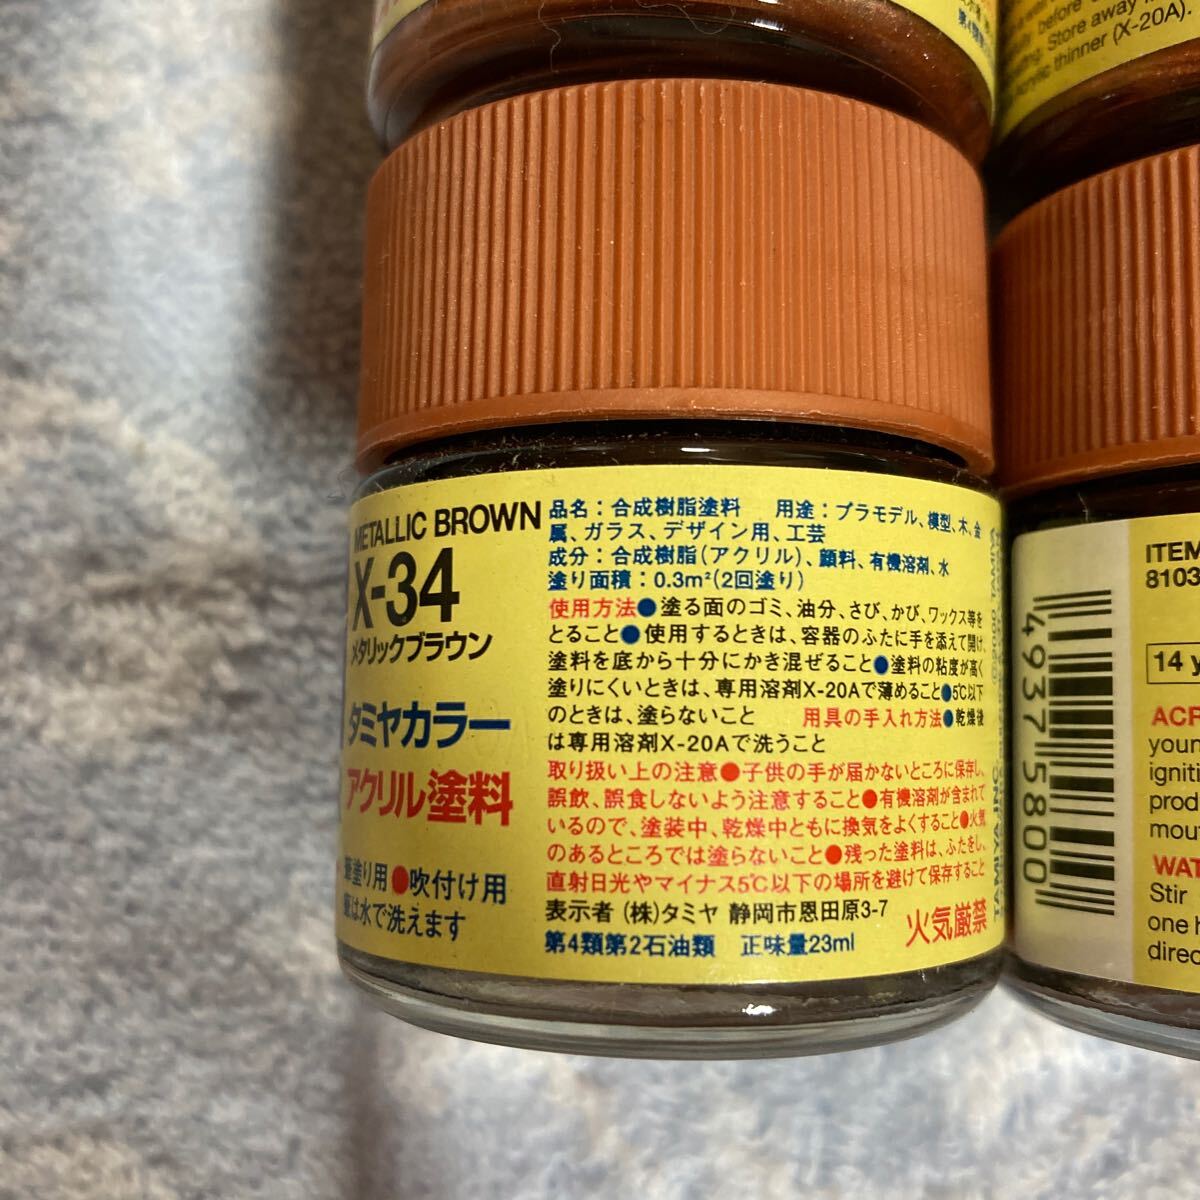 Store away
thinner (X-20A).
METALLIC BROWN
X-34
メタリックブラウン
タミヤカラー
アクリル塗料
筆塗り用●吹付け用
筆は水で洗えます
品名：合成樹脂塗料　用途：プラモデル、模型、木、金
属、ガラス、デザイン用、工芸
成分：合成樹脂（アクリル）、顔料、有機溶剤、水
塗り面積：0.3m²（2回塗り）
使用方法●塗る面のゴミ、油分、さび、かび、ワックス等を
とること●使用するときは、容器のふたに手を添えて開け、
塗料を底から十分にかき混ぜること●塗料の粘度が高く
塗りにくいときは、専用溶剤X-20Aで薄めること●5℃以下
のときは、塗らないこと　用具の手入れ方法●乾燥後
は専用溶剤X-20Aで洗うこと
取り扱い上の注意●子供の手が届かないところに保存し、
誤飲、誤食しないよう注意すること●有機溶剤が含まれて
いるので、塗装中、乾燥中ともに換気をよくすること●火気
のあるところでは塗らないこと●残った塗料は、ふたをし、
直射日光やマイナス5℃以下の場所を避けて保存すること
表示者（株）タミヤ 静岡市恩田原3-7
第4類第2石油類　正味量23ml
火気厳禁
TAMIYA, INC.
4937 5800
ITEM
8103
14 y
ACR
youn
igniti
prod
mout
WAT
Stir
one h
direc